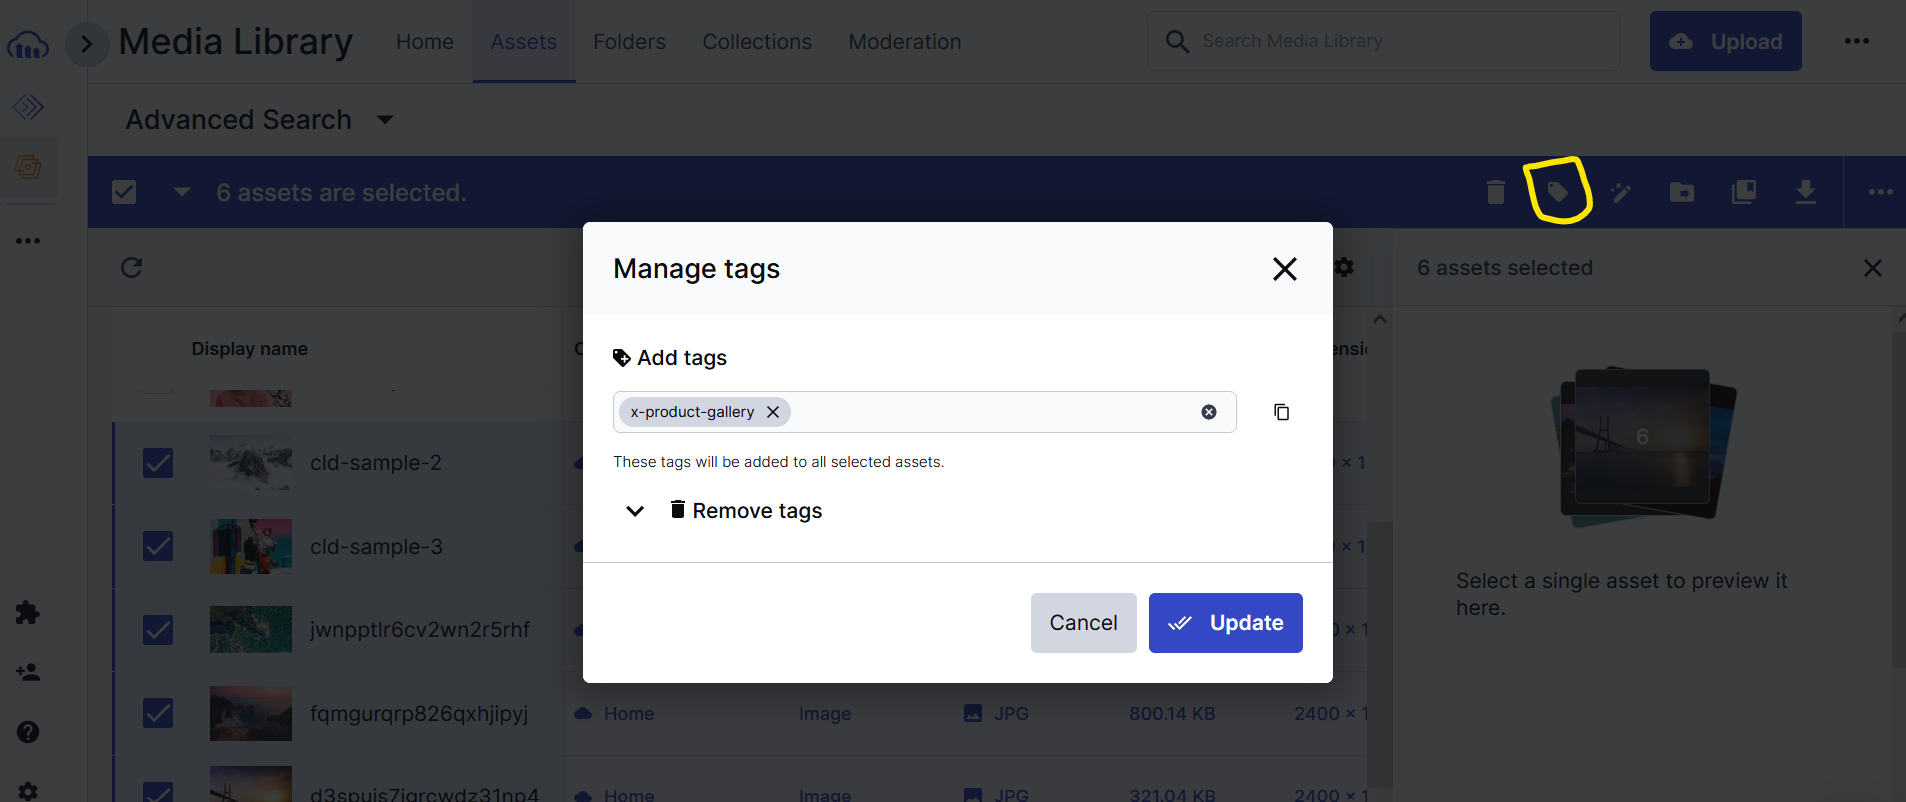 Media Library
Home
Assets
Folders
Collections
Moderation
Search Media Library
Upload
Advanced Search
6 assets are selected.
Manage tags
6 assets selected
Display name
Add tags
x-product-gallery
These tags will be added to all selected assets.
Remove tags
Cancel
Update
6
Select a single asset to preview it
here.
cld-sample-2
× 1
cld-sample-3
× 1
jwnpptlr6cv2wn2r5rhf
× 1
fqmgurqrp826qxhjipyj
Home
Image
JPG
800.14 KB
2400 × 1
Home
Image
JPG
321.04 KB
2400 × 1